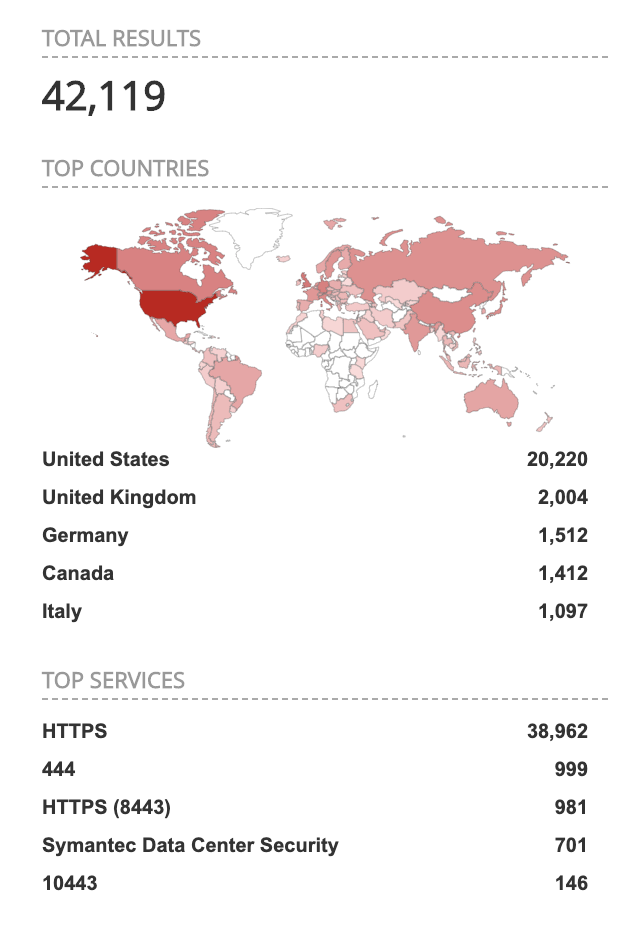 TOTAL RESULTS
42,119
TOP COUNTRIES
United States 20,220
United Kingdom 2,004
Germany 1,512
Canada 1,412
Italy 1,097
TOP SERVICES
HTTPS 38,962
444 999
HTTPS (8443) 981
Symantec Data Center Security 701
10443 146